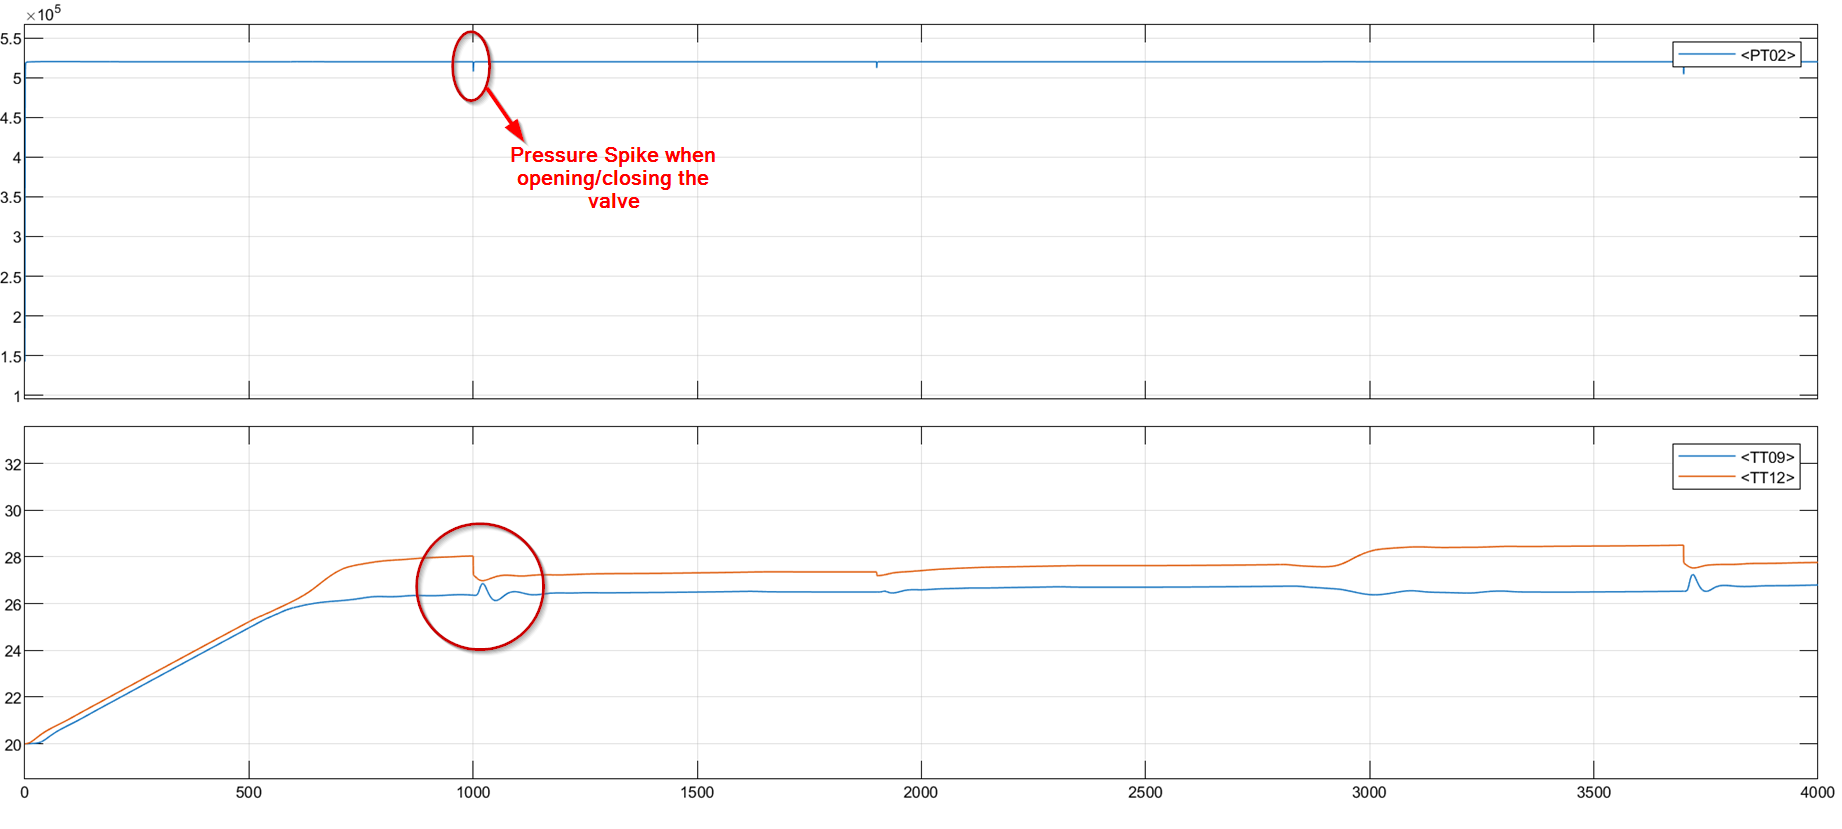 ×10⁵
5.5
<PT02>
5
4.5
4
Pressure Spike when
opening/closing the
valve
3.5
3
2.5
2
1.5
1
<TT09>
<TT12>
32
30
28
26
24
22
20
0 500 1000 1500 2000 2500 3000 3500 4000